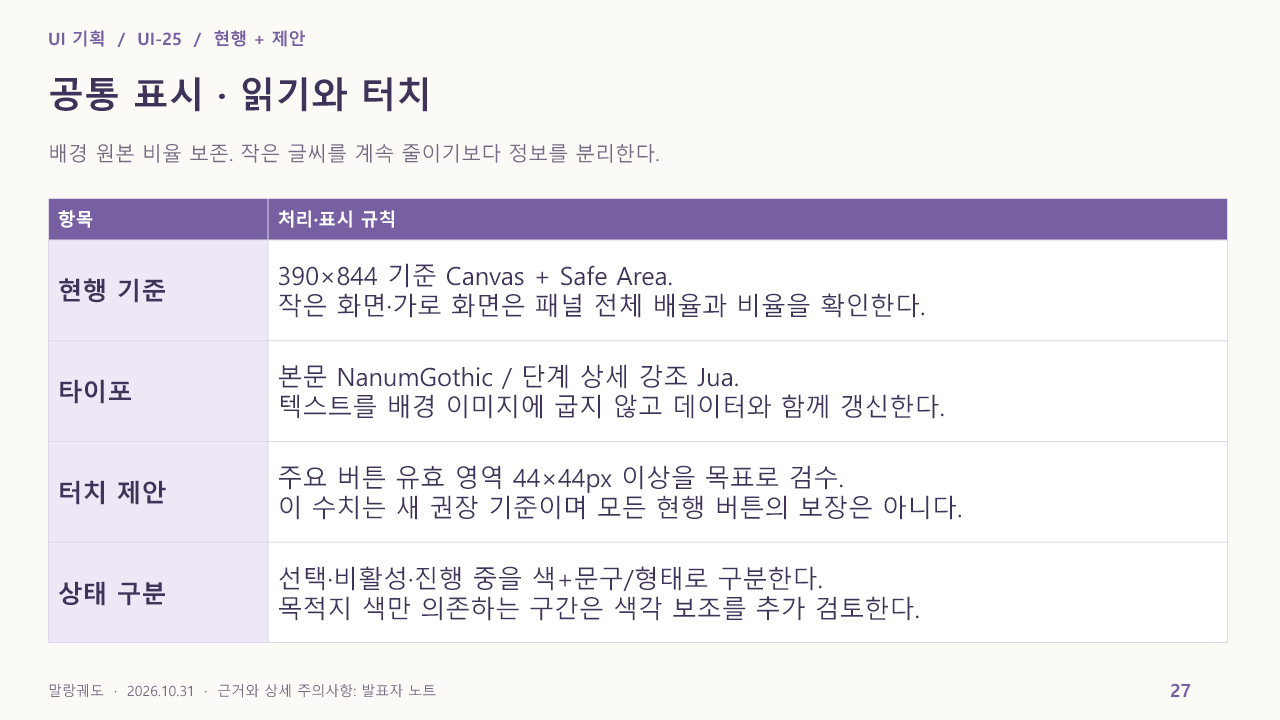 UI 기획 / UI-25 / 현행 + 제안
공통 표시 · 읽기와 터치
배경 원본 비율 보존. 작은 글씨를 계속 줄이기보다 정보를 분리한다.
항목
처리·표시 규칙
현행 기준
390×844 기준 Canvas + Safe Area.
작은 화면·가로 화면은 패널 전체 배율과 비율을 확인한다.
타이포
본문 NanumGothic / 단계 상세 강조 Jua.
텍스트를 배경 이미지에 굽지 않고 데이터와 함께 갱신한다.
터치 제안
주요 버튼 유효 영역 44×44px 이상을 목표로 검수.
이 수치는 새 권장 기준이며 모든 현행 버튼의 보장은 아니다.
상태 구분
선택·비활성·진행 중을 색+문구/형태로 구분한다.
목적지 색만 의존하는 구간은 색각 보조를 추가 검토한다.
말랑궤도 · 2026.10.31 · 근거와 상세 주의사항: 발표자 노트
27